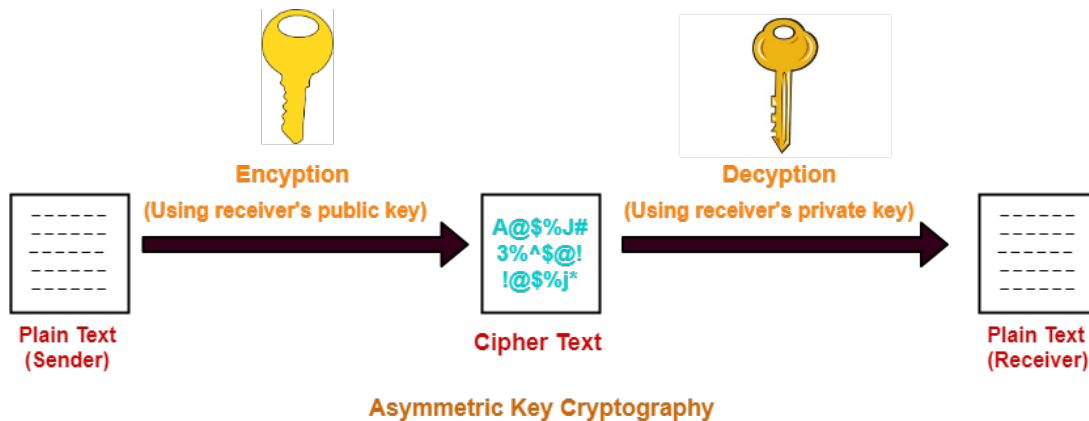 Encyption
(Using receiver's public key)
Decyption
(Using receiver's private key)
A@$%J#
3%^$@!
!@$%j*
Plain Text
(Sender)
Cipher Text
Plain Text
(Receiver)
Asymmetric Key Cryptography